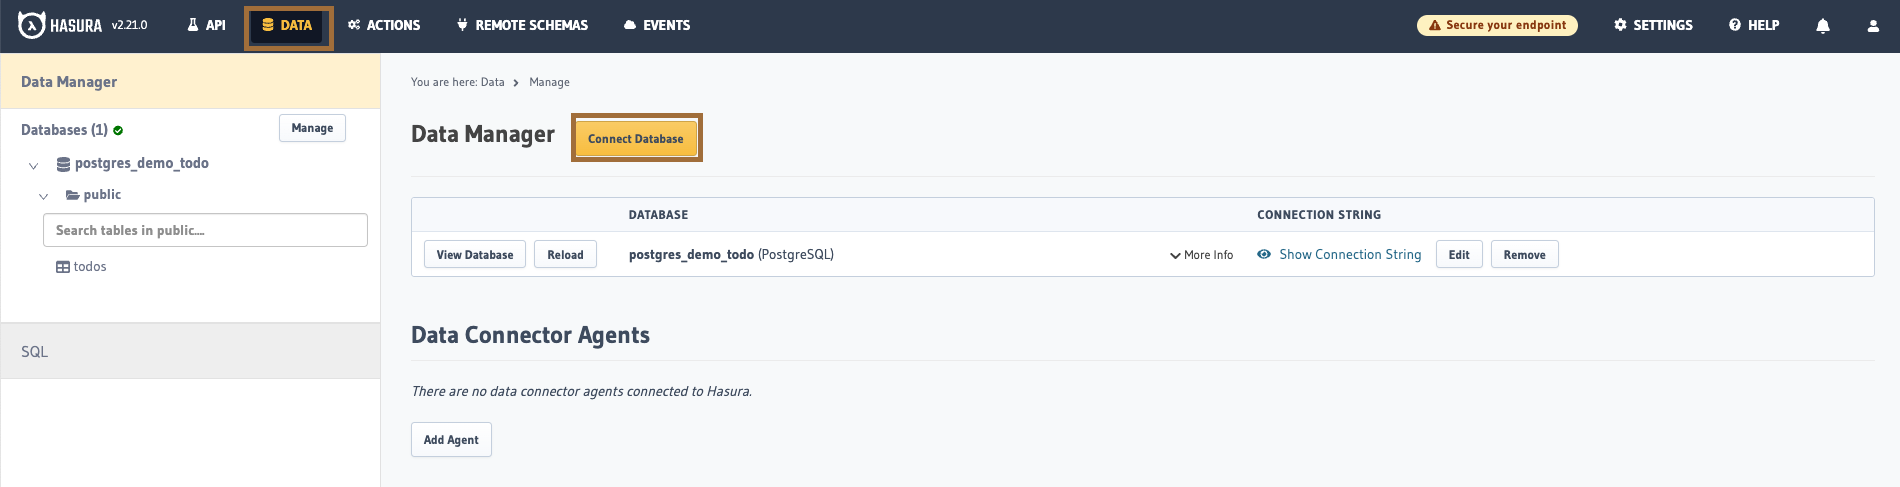 HASURA v2.21.0 API DATA ACTIONS REMOTE SCHEMAS EVENTS Secure your endpoint SETTINGS HELP
Data Manager
Databases (1) Manage
postgres_demo_todo
public
Search tables in public....
todos
SQL
You are here: Data > Manage
Data Manager Connect Database
DATABASE CONNECTION STRING
View Database Reload postgres_demo_todo (PostgreSQL) More Info Show Connection String Edit Remove
Data Connector Agents
There are no data connector agents connected to Hasura.
Add Agent